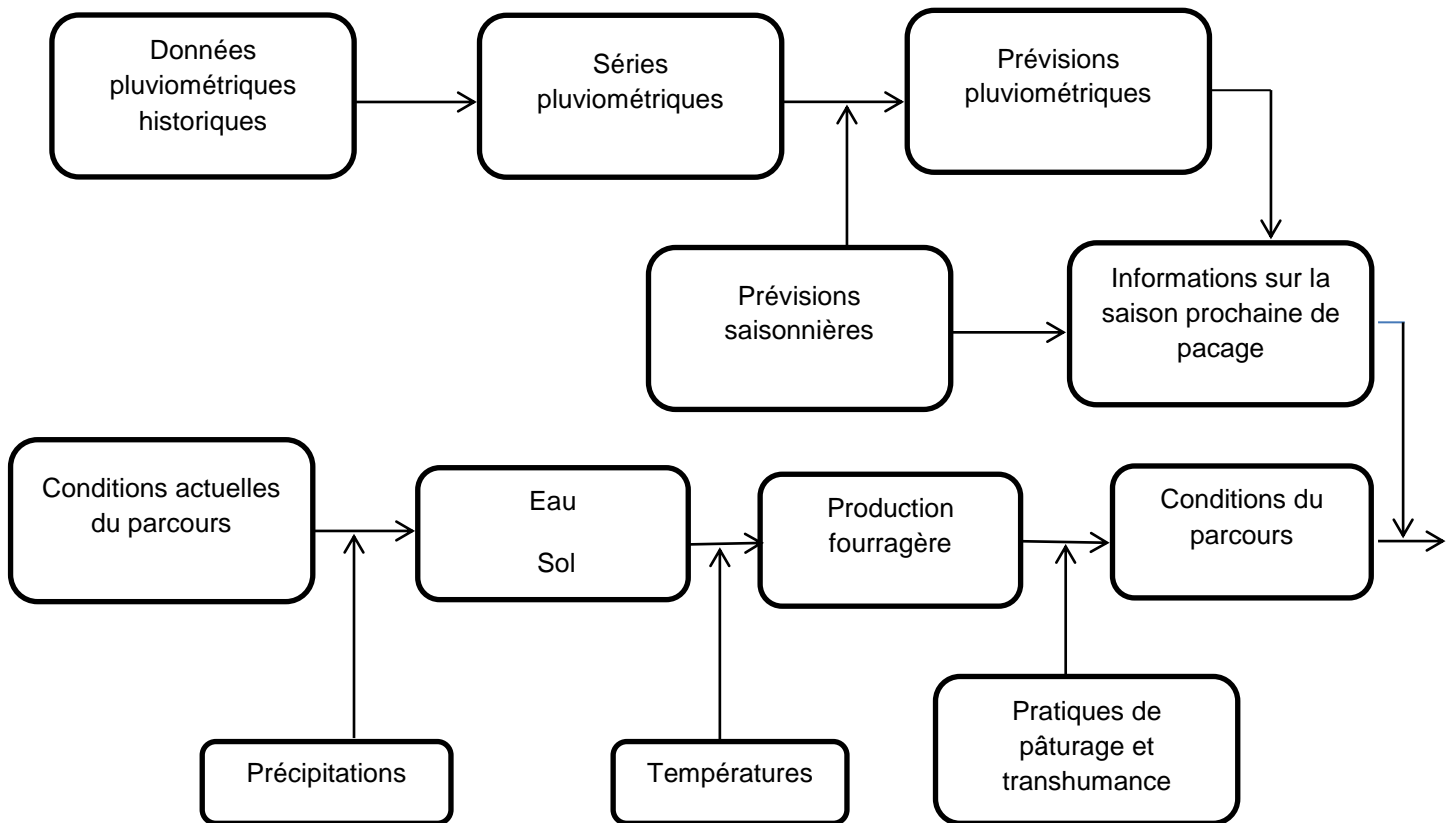 Données
pluviométriques
historiques
Séries
pluviométriques
Prévisions
pluviométriques
Prévisions
saisonnières
Informations sur la
saison prochaine de
pacage
Conditions actuelles
du parcours
Eau
Sol
Production
fourragère
Conditions du
parcours
Précipitations
Températures
Pratiques de
pâturage et
transhumance